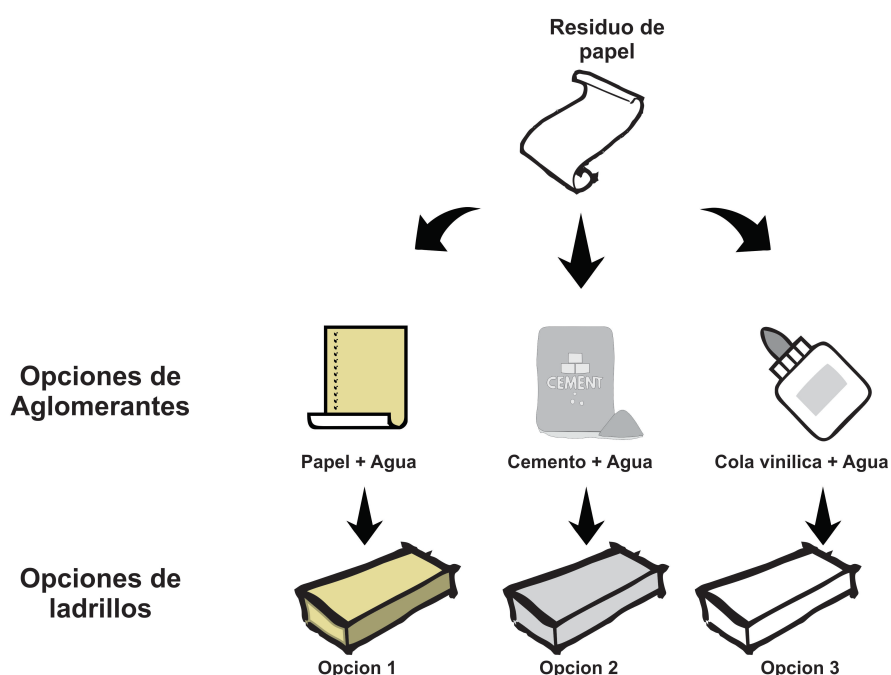 Residuo de
papel
Opciones de
Aglomerantes
CEMENT
Papel + Agua
Cemento + Agua
Cola vinilica + Agua
Opciones de
ladrillos
Opcion 1
Opcion 2
Opcion 3